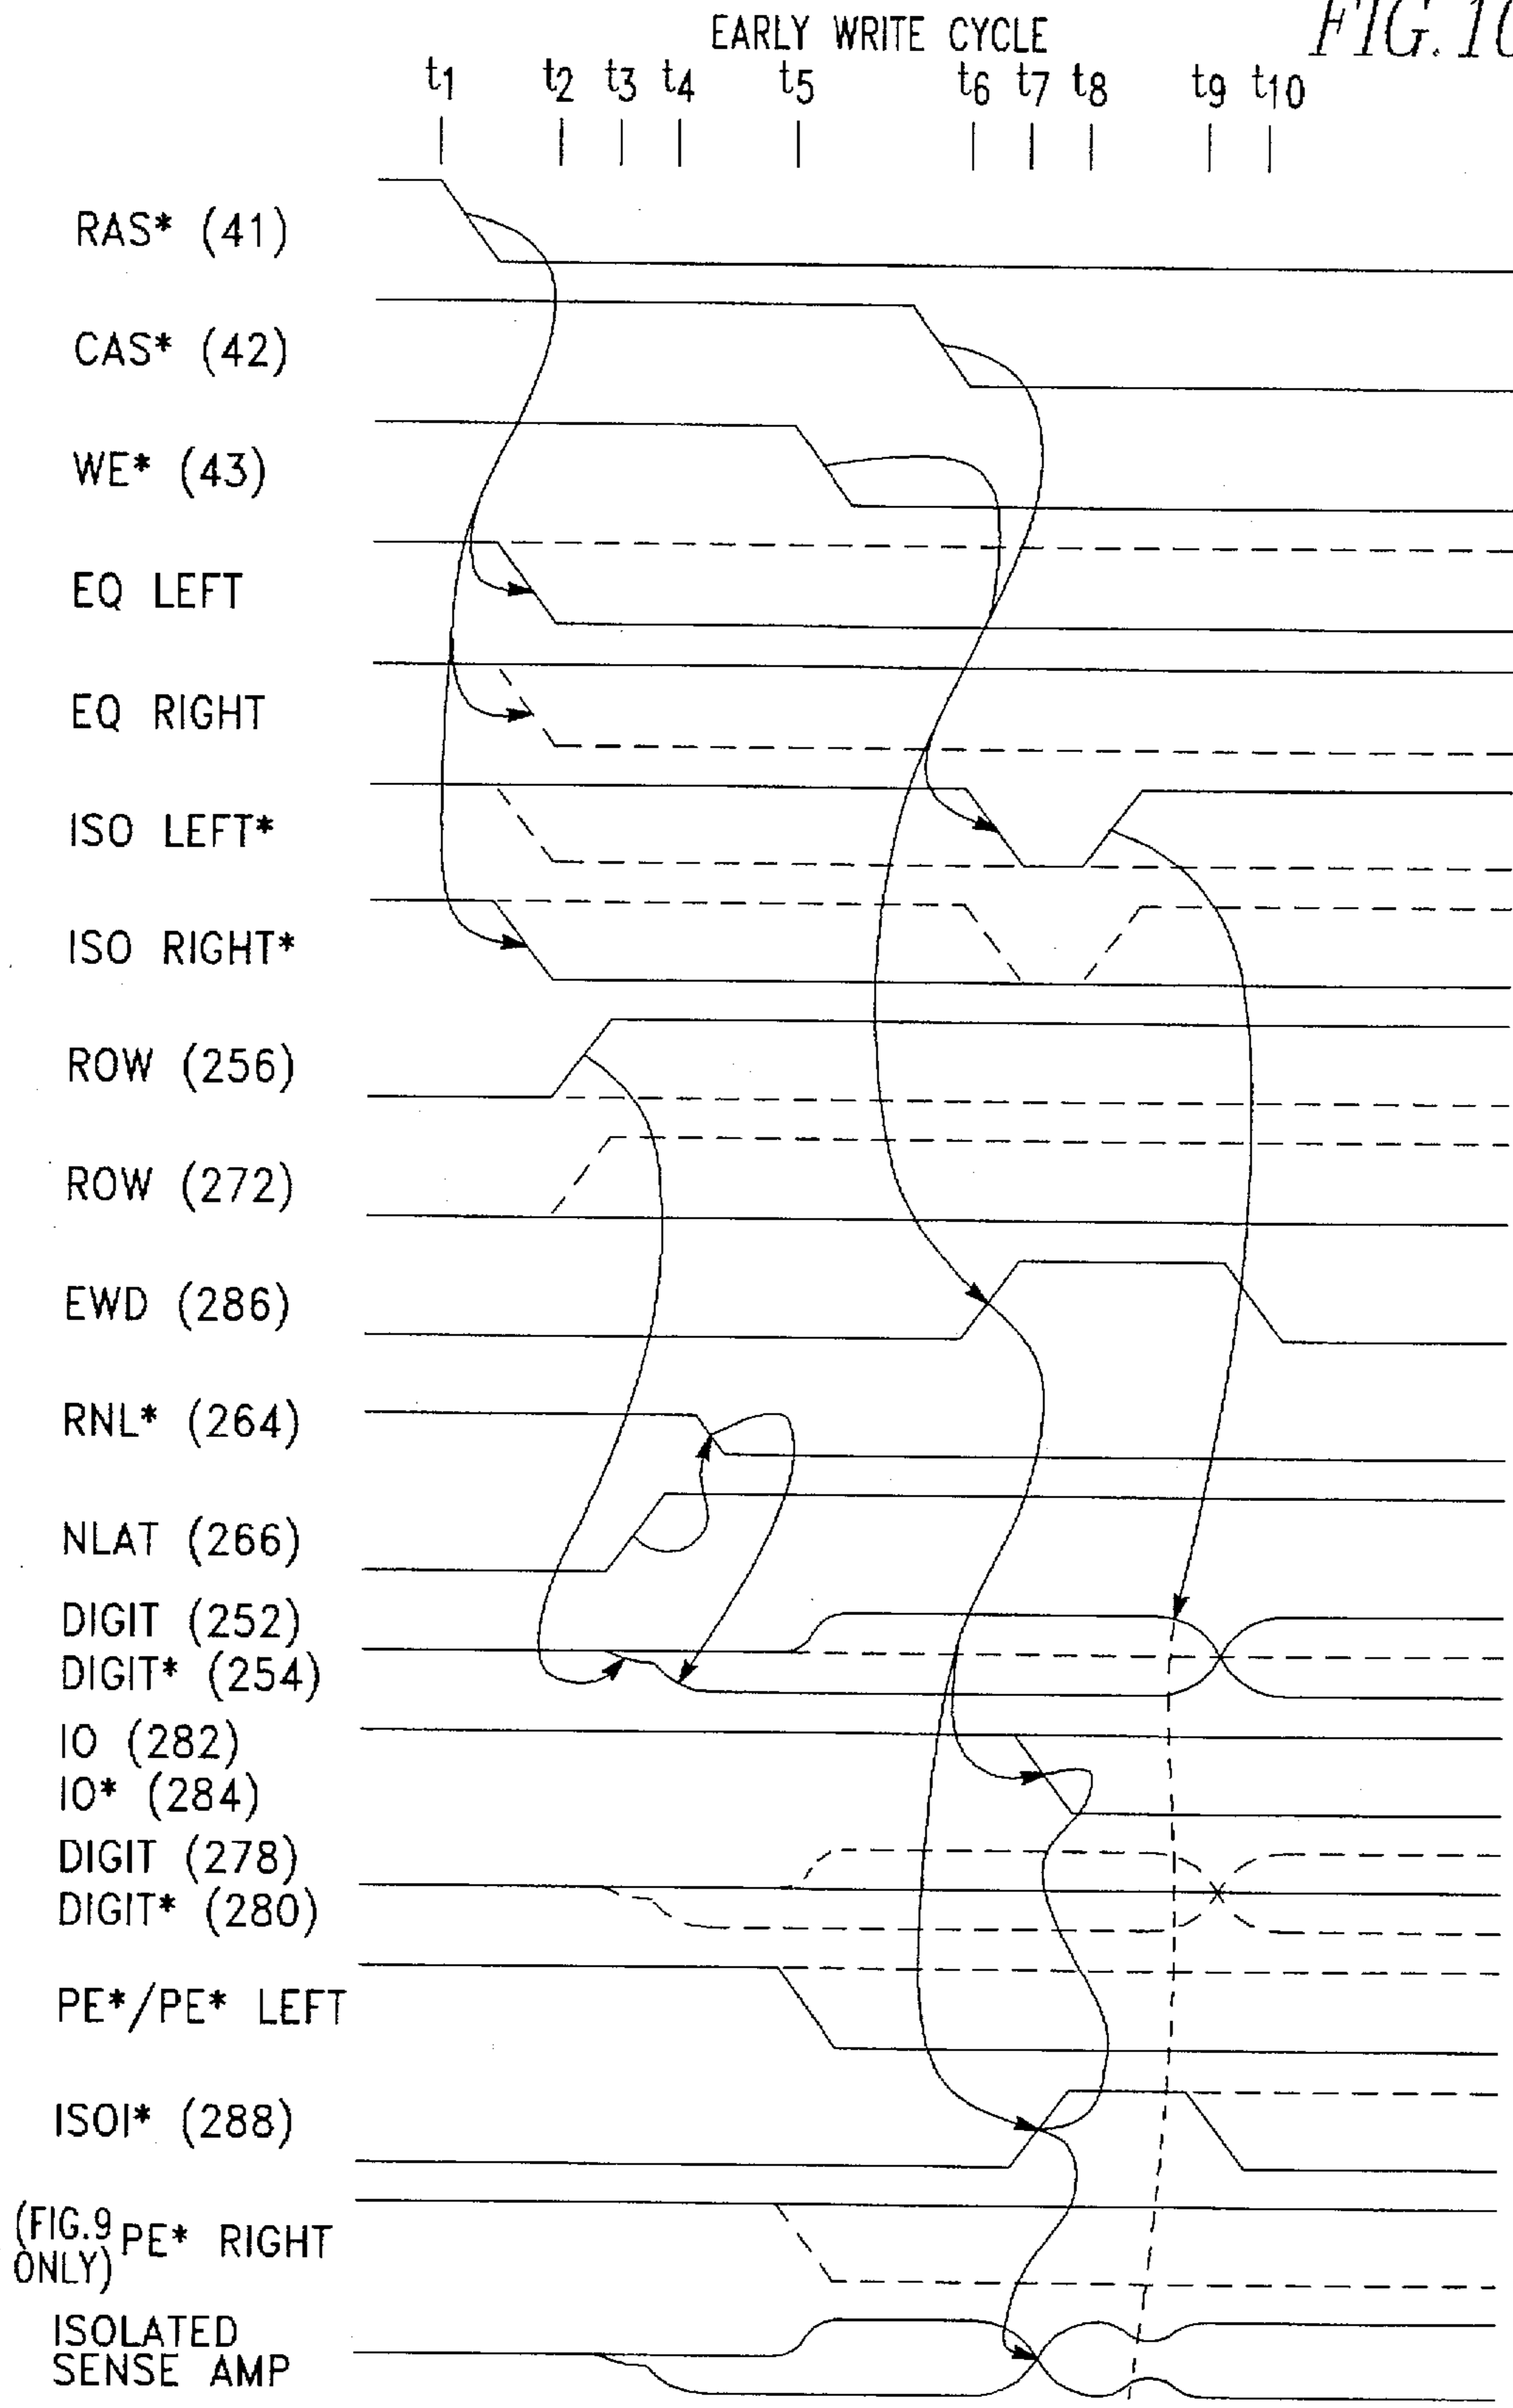 EARLY WRITE CYCLE
FIG. 10
t1 t2 t3 t4 t5 t6 t7 t8 t9 t10
RAS* (41)
CAS* (42)
WE* (43)
EQ LEFT
EQ RIGHT
ISO LEFT*
ISO RIGHT*
ROW (256)
ROW (272)
EWD (286)
RNL* (264)
NLAT (266)
DIGIT (252)
DIGIT* (254)
IO (282)
IO* (284)
DIGIT (278)
DIGIT* (280)
PE*/PE* LEFT
ISOI* (288)
(FIG.9 ONLY) PE* RIGHT
ISOLATED
SENSE AMP